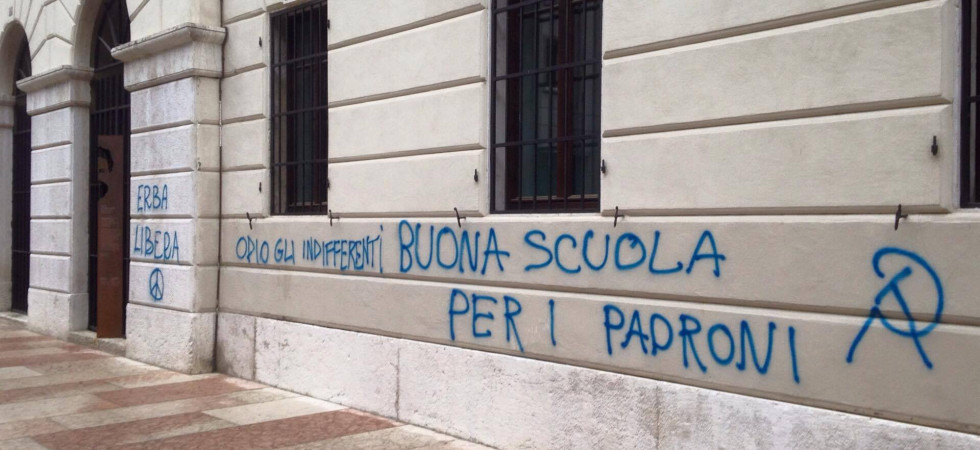 ERBA
LIBERA
ODIO GLI INDIFFERENTI
BUONA SCUOLA
PER I PADRONI